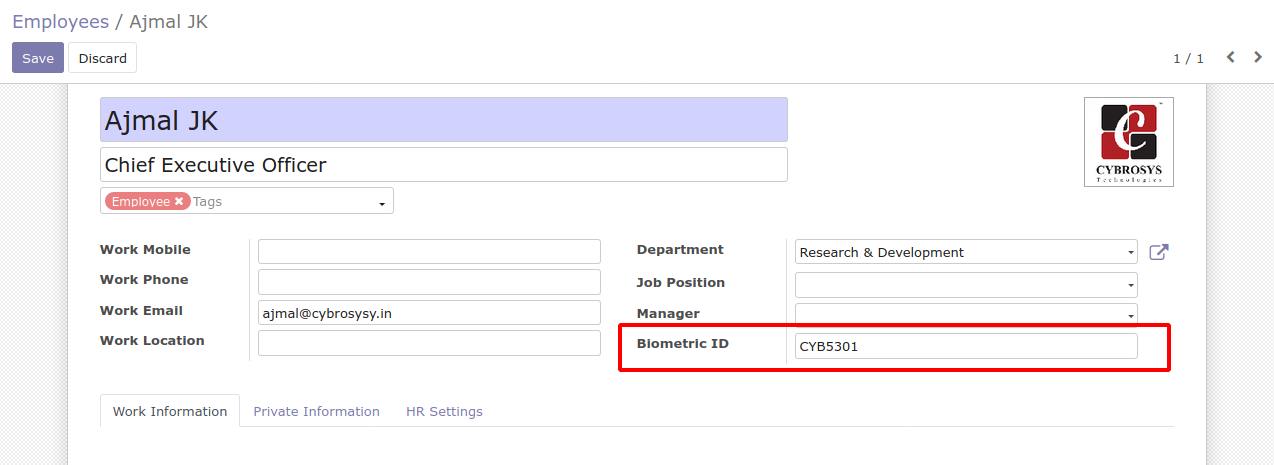 Employees / Ajmal JK
Save Discard 1 / 1
Ajmal JK
Chief Executive Officer
Employee ✖ Tags
C
CYBROSYS
Technologies
Work Mobile
Work Phone
Work Email ajmal@cybrosysy.in
Work Location
Department Research & Development
Job Position
Manager
Biometric ID CYB5301
Work Information Private Information HR Settings